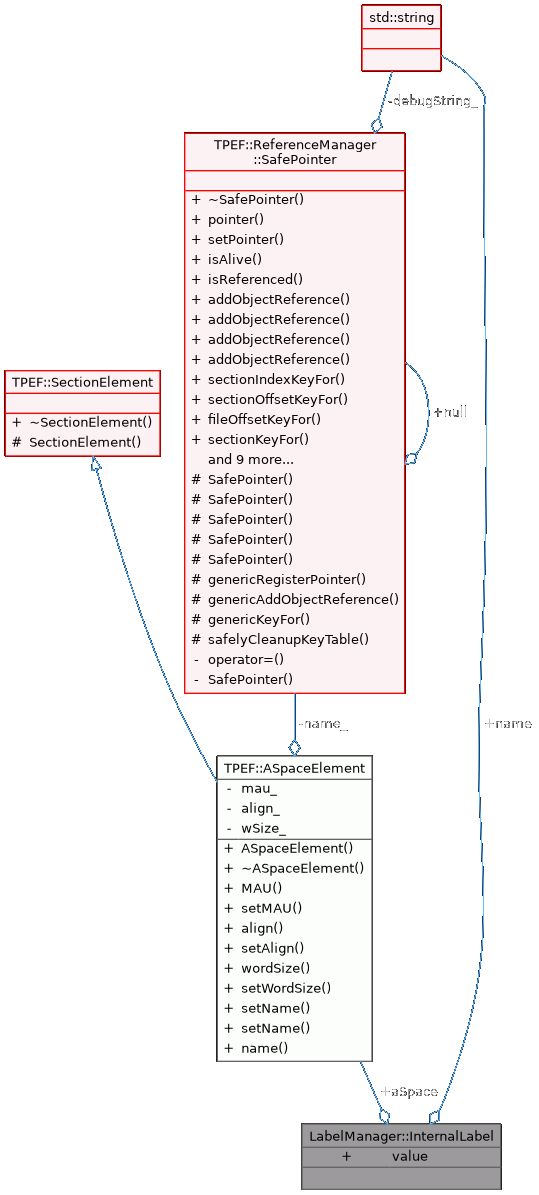 std::string
-debugString_
TPEF::ReferenceManager
::SafePointer
+ ~SafePointer()
+ pointer()
+ setPointer()
+ isAlive()
+ isReferenced()
+ addObjectReference()
+ addObjectReference()
+ addObjectReference()
+ addObjectReference()
+ sectionIndexKeyFor()
+ sectionOffsetKeyFor()
+ fileOffsetKeyFor()
+ sectionKeyFor()
and 9 more...
# SafePointer()
# SafePointer()
# SafePointer()
# SafePointer()
# SafePointer()
# genericRegisterPointer()
# genericAddObjectReference()
# genericKeyFor()
# safelyCleanupKeyTable()
- operator=()
- SafePointer()
+null
TPEF::SectionElement
+ ~SectionElement()
# SectionElement()
-name_
+name
TPEF::ASpaceElement
- mau_
- align_
- wSize_
+ ASpaceElement()
+ ~ASpaceElement()
+ MAU()
+ setMAU()
+ align()
+ setAlign()
+ wordSize()
+ setWordSize()
+ setName()
+ setName()
+ name()
+aSpace
LabelManager::InternalLabel
+ value